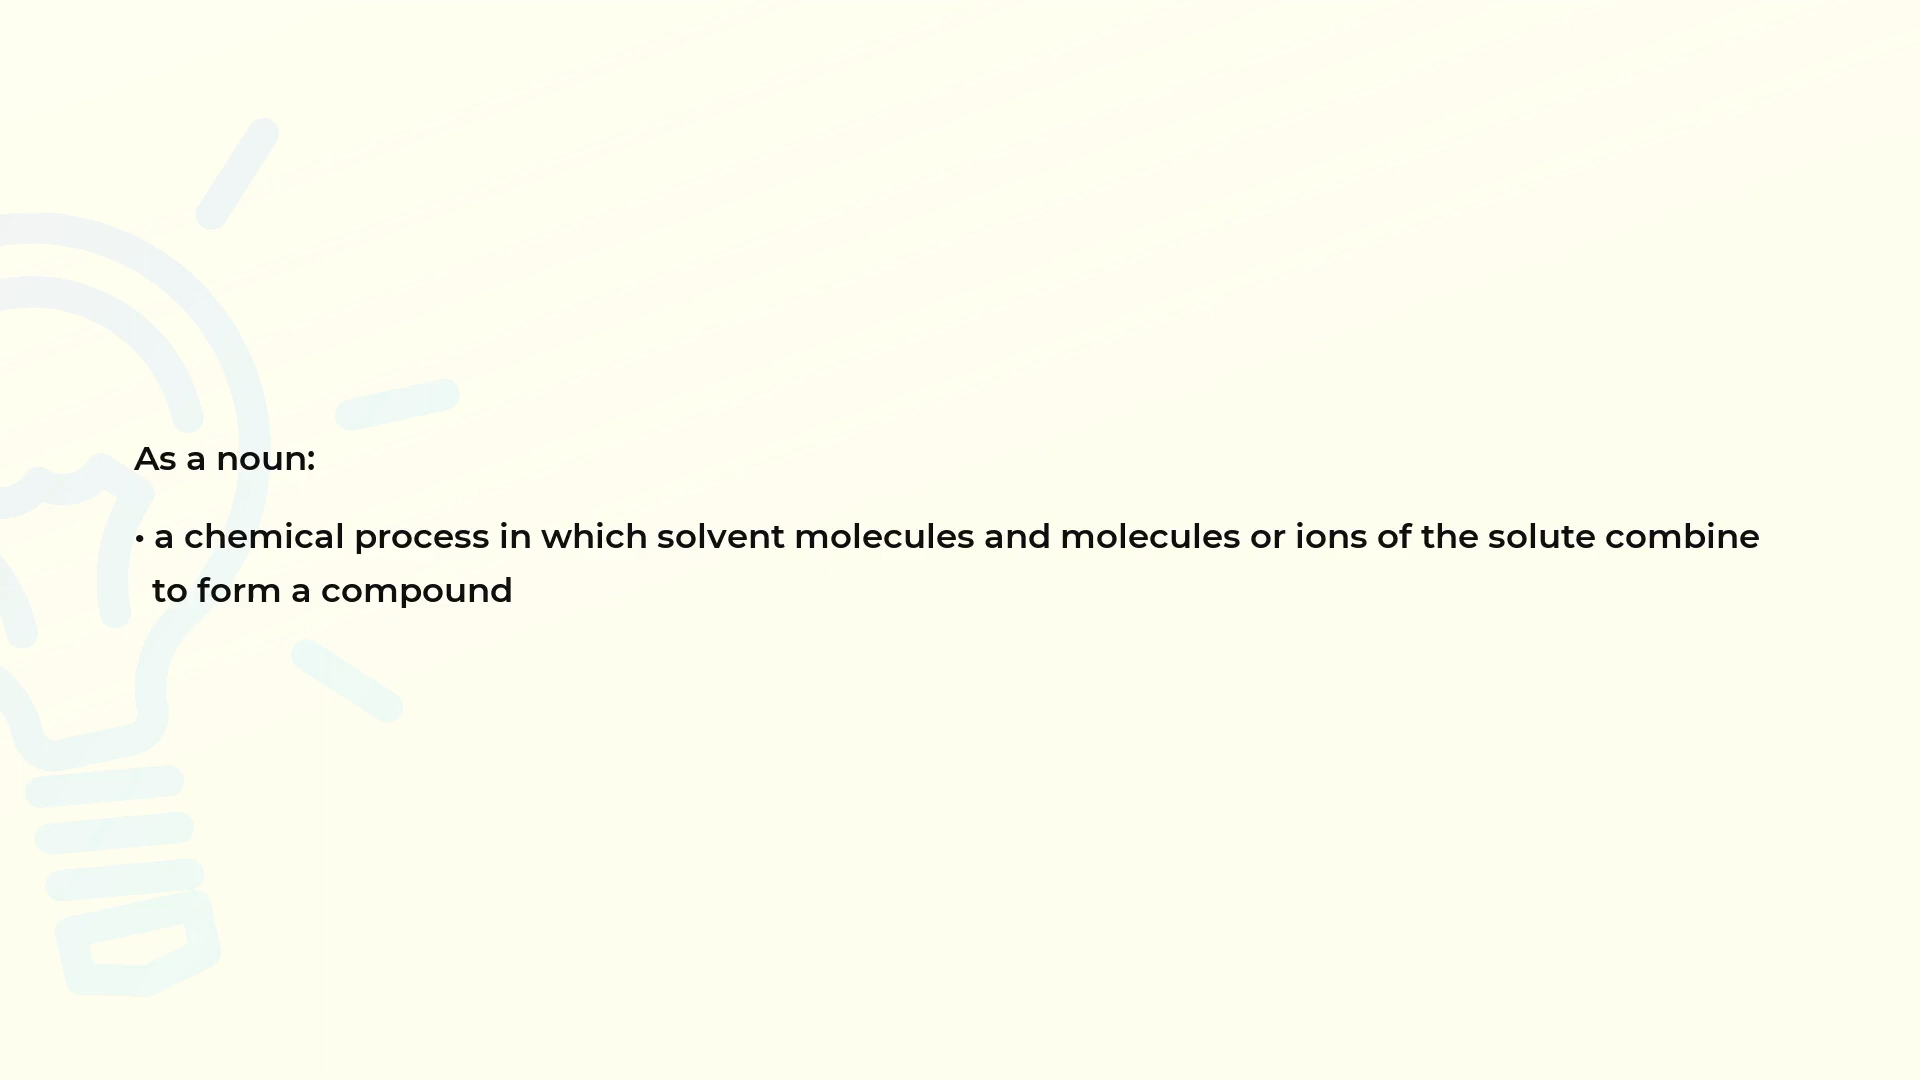 As a noun:
• a chemical process in which solvent molecules and molecules or ions of the solute combine
to form a compound